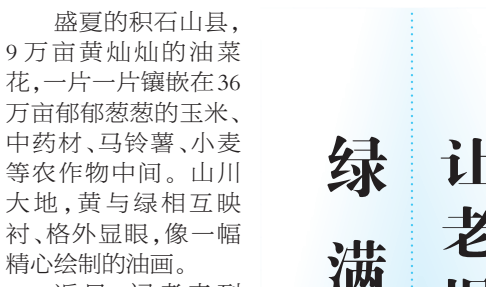 盛夏的积石山县，
9万亩黄灿灿的油菜
花，一片一片镶嵌在36
万亩郁郁葱葱的玉米、
中药材、马铃薯、小麦
等农作物中间。山川
大地，黄与绿相互映
衬、格外显眼，像一幅
精心绘制的油画。
让老
绿满